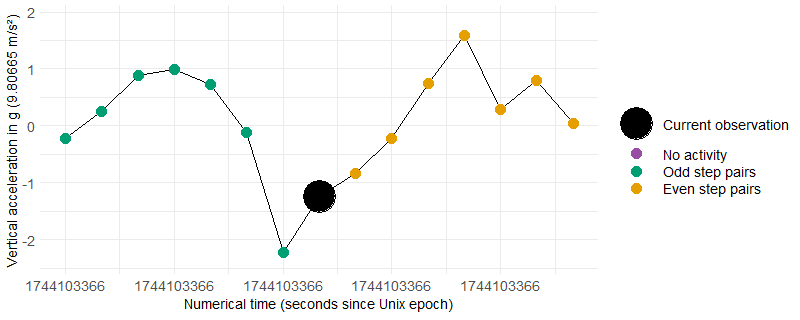 Vertical acceleration in g (9.80665 m/s²)
2
1
0
-1
-2
1744103366 1744103366 1744103366 1744103366 1744103366
Numerical time (seconds since Unix epoch)
Current observation
No activity
Odd step pairs
Even step pairs